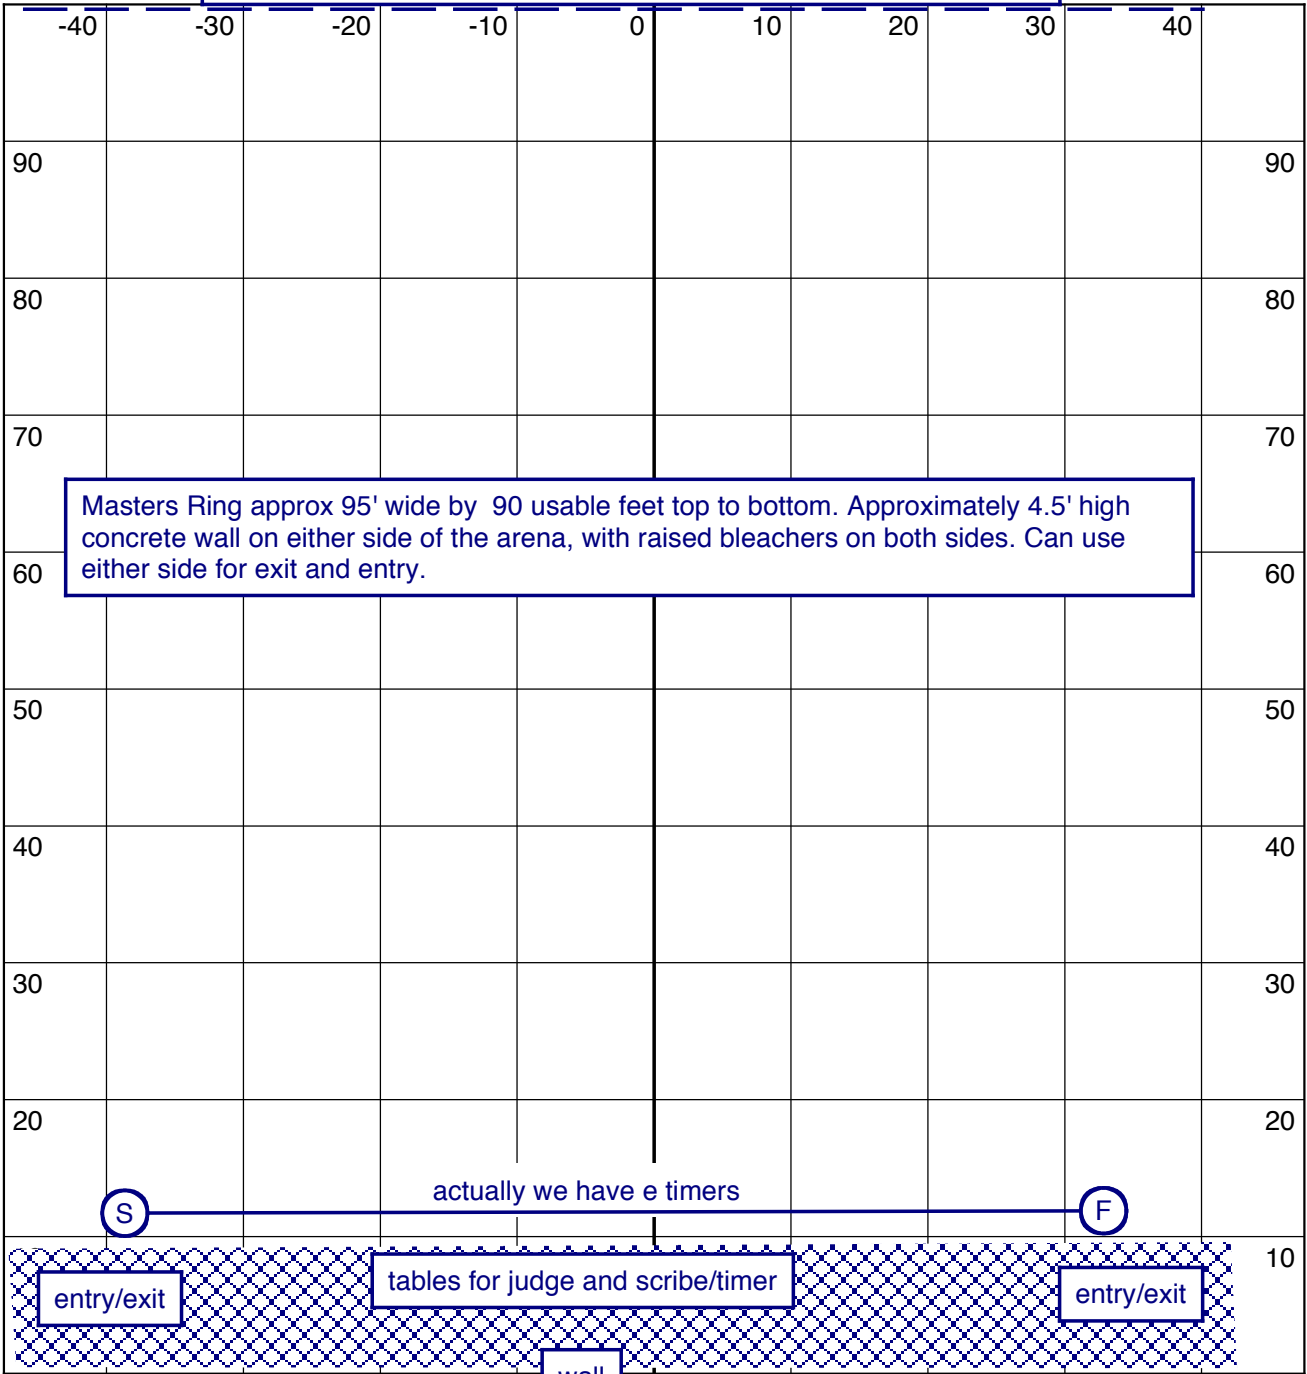 -40 -30 -20 -10 0 10 20 30 40
90 90
80 80
70 70
Masters Ring approx 95' wide by 90 usable feet top to bottom. Approximately 4.5' high
concrete wall on either side of the arena, with raised bleachers on both sides. Can use
either side for exit and entry.
60 60
50 50
40 40
30 30
20 20
actually we have e timers
S F
10
tables for judge and scribe/timer
entry/exit entry/exit
wall